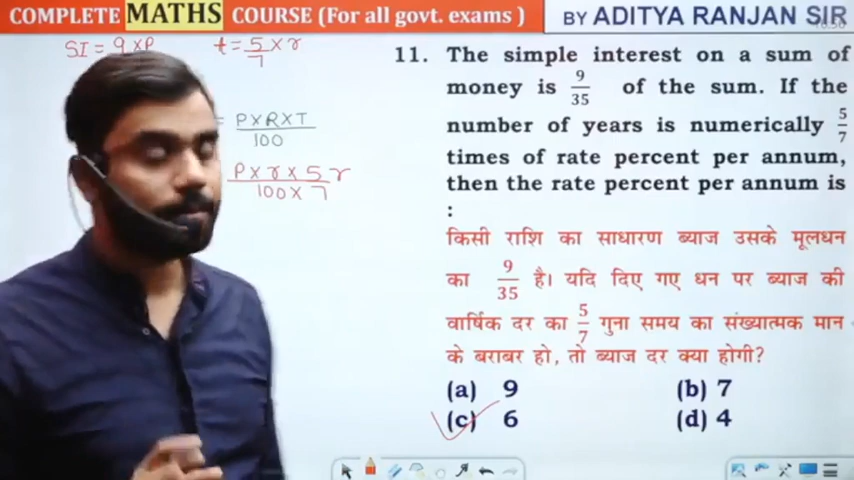 COMPLETE MATHS COURSE (For all govt. exams )
BY ADITYA RANJAN SIR
SI = 9 × P
t = 5/7 × r
= P × R × T / 100
P × r × 5 r / 100 × 7
11. The simple interest on a sum of
money is 9/35 of the sum. If the
number of years is numerically 5/7
times of rate percent per annum,
then the rate percent per annum is
:
किसी राशि का साधारण ब्याज उसके मूलधन
का 9/35 है। यदि दिए गए धन पर ब्याज की
वार्षिक दर का 5/7 गुना समय का संख्यात्मक मान
के बराबर हो, तो ब्याज दर क्या होगी?
(a) 9 (b) 7
(c) 6 (d) 4